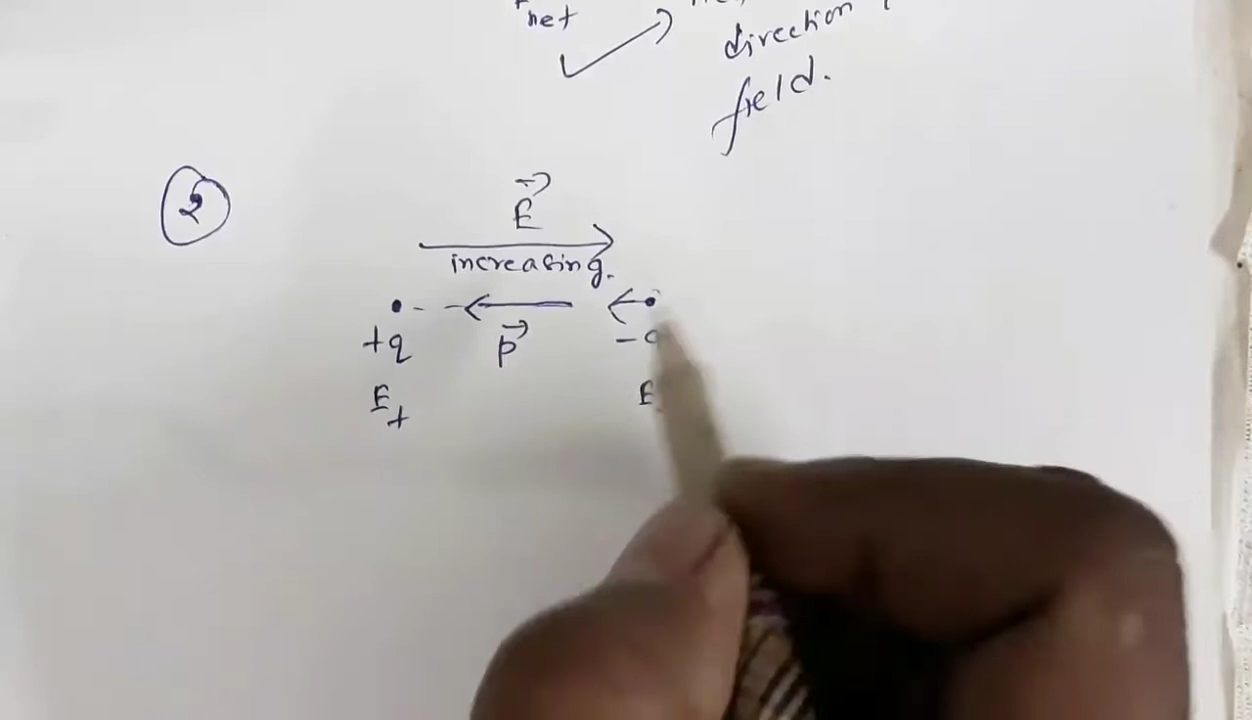 net
direction
field.
2
E
increasing.
p
+q
E+
E